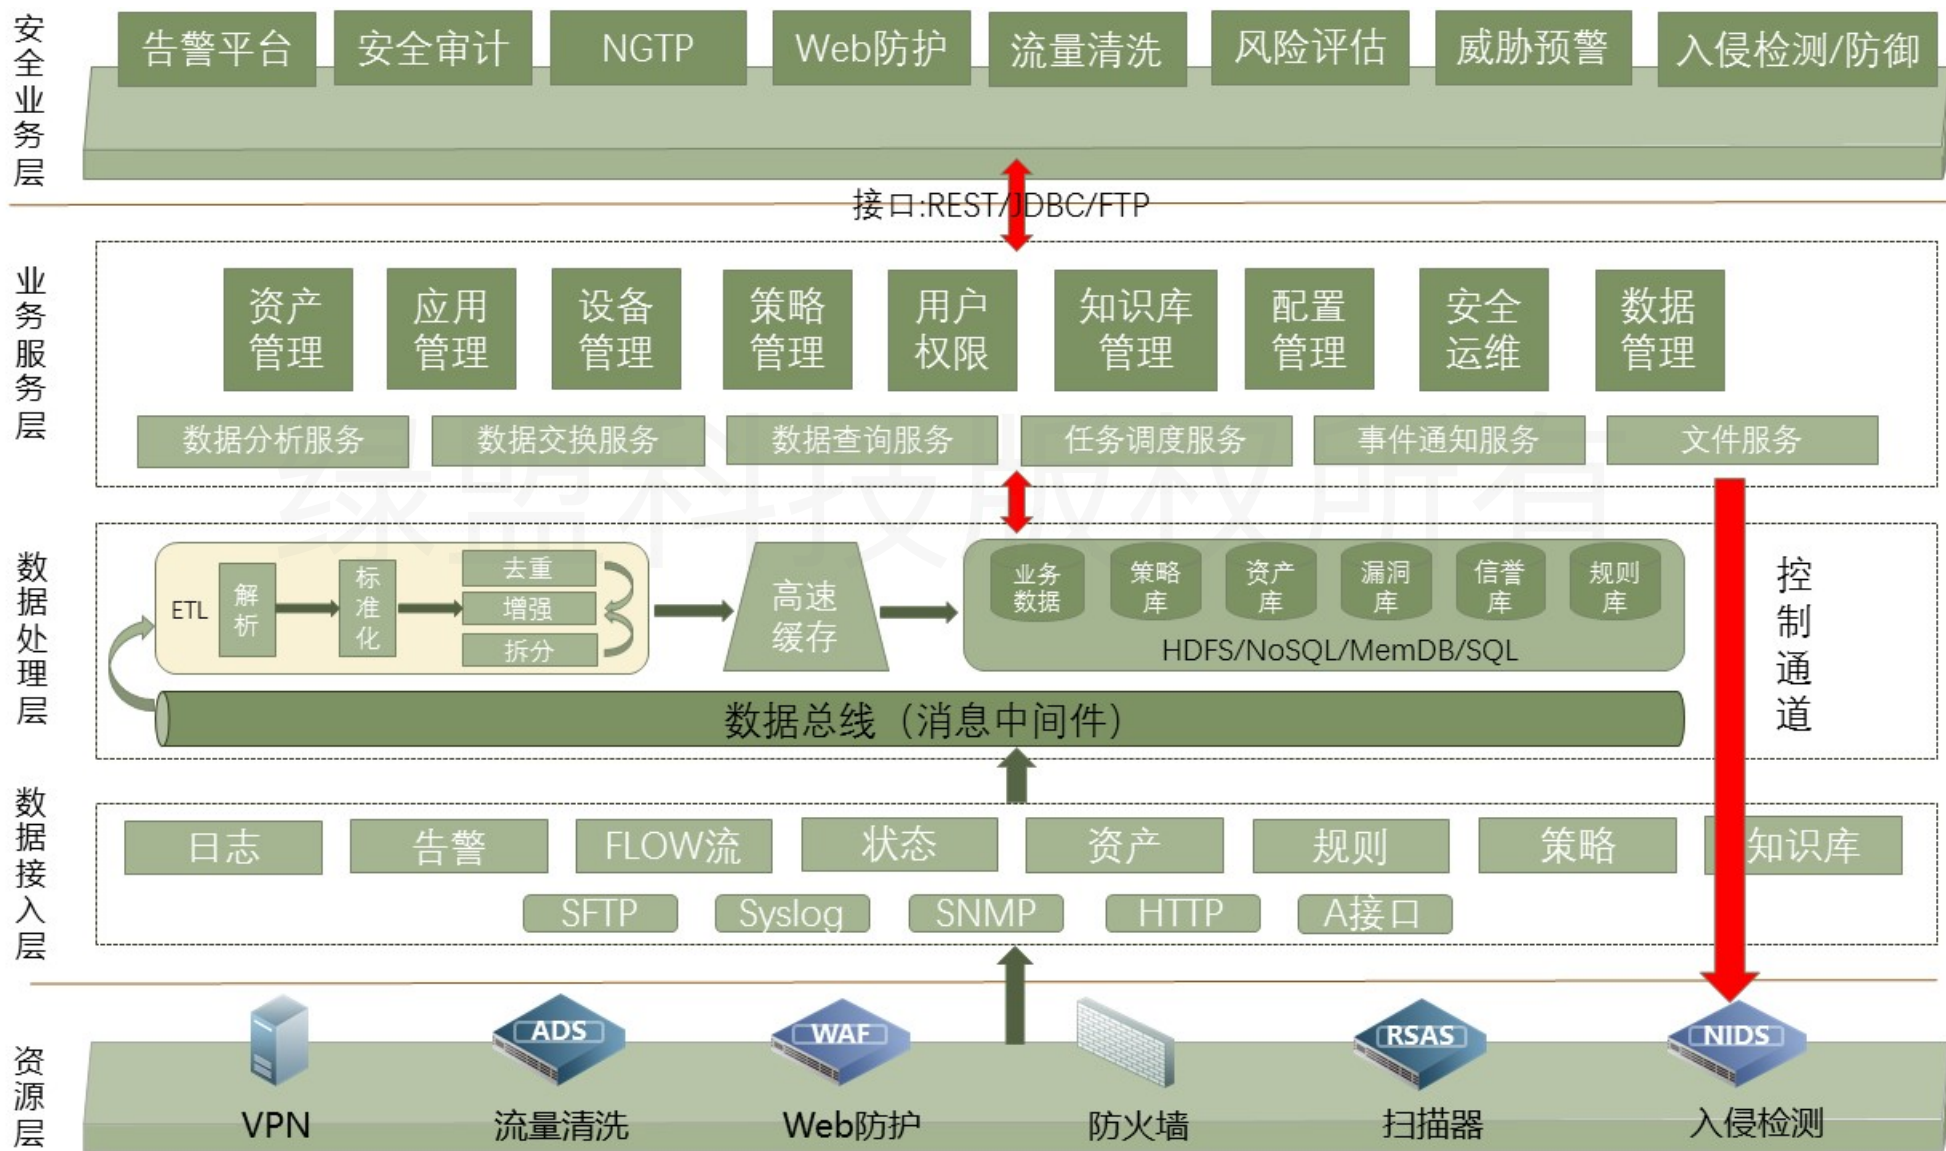 安全业务层
告警平台
安全审计
NGTP
Web防护
流量清洗
风险评估
威胁预警
入侵检测/防御
接口:REST/JDBC/FTP
业务服务层
资产
管理
应用
管理
设备
管理
策略
管理
用户
权限
知识库
管理
配置
管理
安全
运维
数据
管理
数据分析服务
数据交换服务
数据查询服务
任务调度服务
事件通知服务
文件服务
绿盟科技版权所有
数据处理层
ETL
解析
标准化
去重
增强
拆分
高速
缓存
业务
数据
策略
库
资产
库
漏洞
库
信誉
库
规则
库
HDFS/NoSQL/MemDB/SQL
控制通道
数据总线（消息中间件）
数据接入层
日志
告警
FLOW流
状态
资产
规则
策略
知识库
SFTP
Syslog
SNMP
HTTP
A接口
资源层
ADS
WAF
RSAS
NIDS
VPN
流量清洗
Web防护
防火墙
扫描器
入侵检测